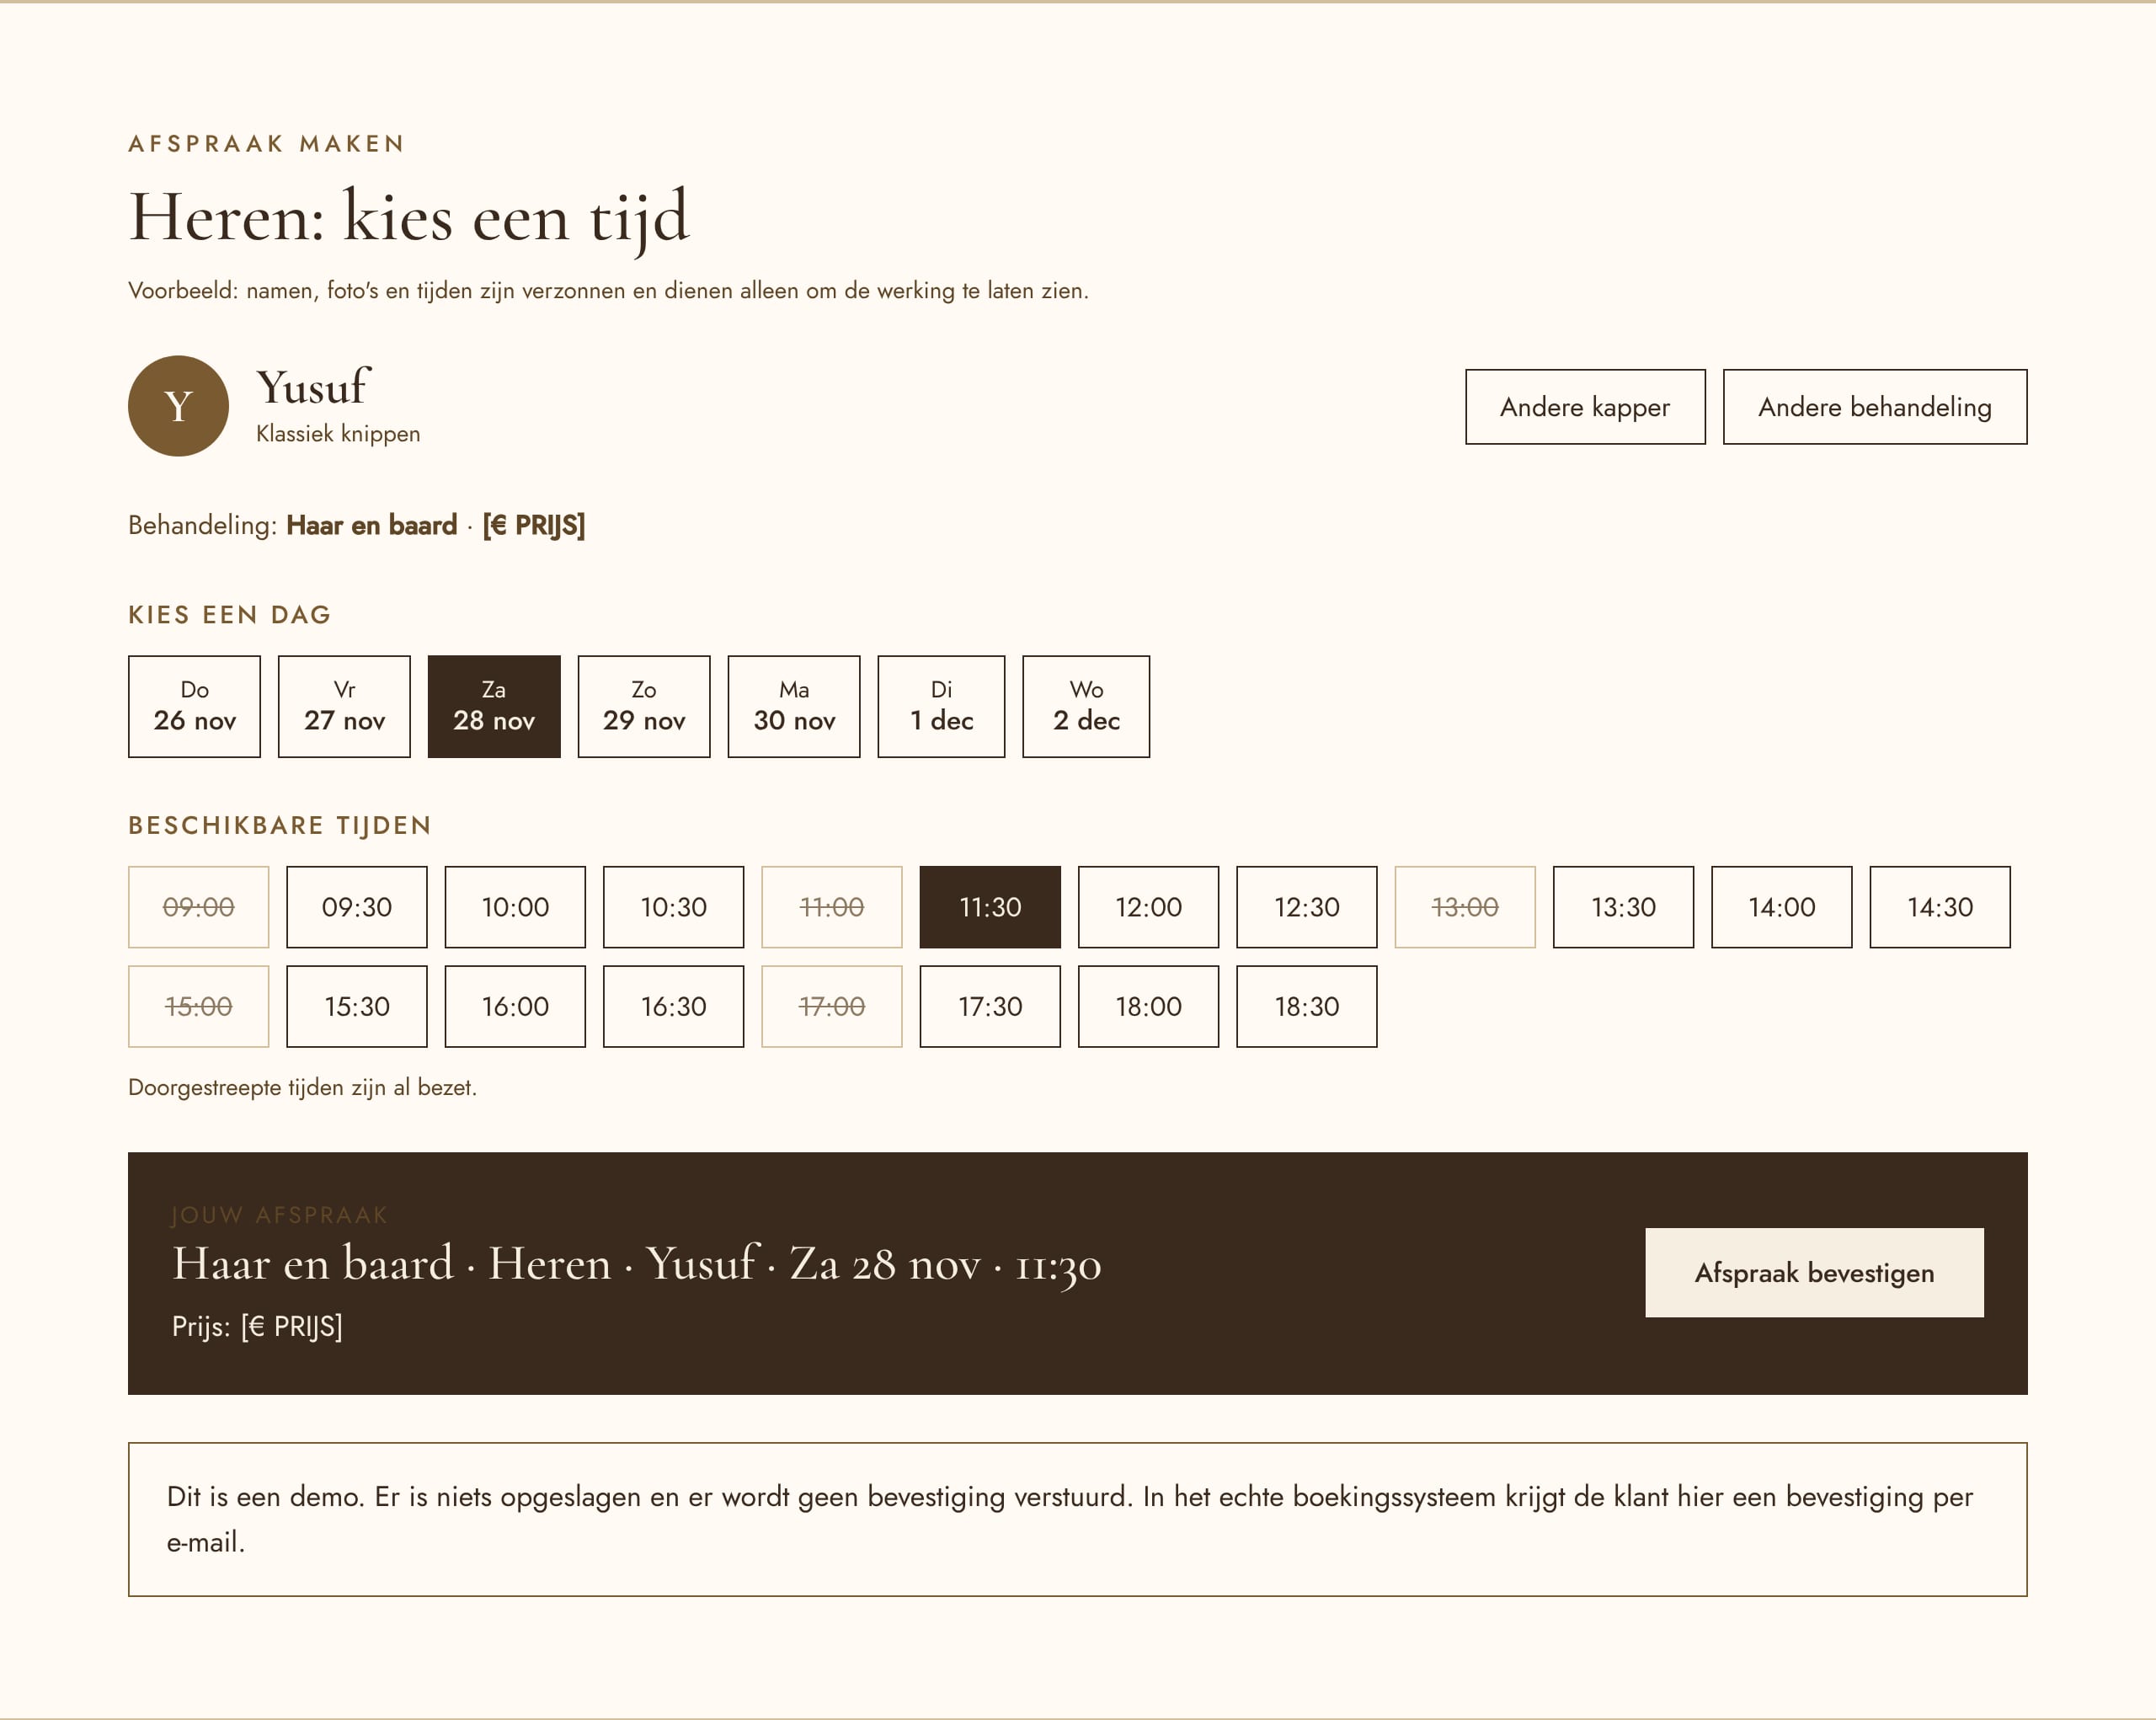 AFSPRAAK MAKEN
Heren: kies een tijd
Voorbeeld: namen, foto's en tijden zijn verzonnen en dienen alleen om de werking te laten zien.
Y
Yusuf
Klassiek knippen
Andere kapper
Andere behandeling
Behandeling: Haar en baard · [€ PRIJS]
KIES EEN DAG
Do
26 nov
Vr
27 nov
Za
28 nov
Zo
29 nov
Ma
30 nov
Di
1 dec
Wo
2 dec
BESCHIKBARE TIJDEN
09:00 09:30 10:00 10:30 11:00 11:30 12:00 12:30 13:00 13:30 14:00 14:30
15:00 15:30 16:00 16:30 17:00 17:30 18:00 18:30
Doorgestreepte tijden zijn al bezet.
JOUW AFSPRAAK
Haar en baard · Heren · Yusuf · Za 28 nov · 11:30
Prijs: [€ PRIJS]
Afspraak bevestigen
Dit is een demo. Er is niets opgeslagen en er wordt geen bevestiging verstuurd. In het echte boekingssysteem krijgt de klant hier een bevestiging per
e-mail.